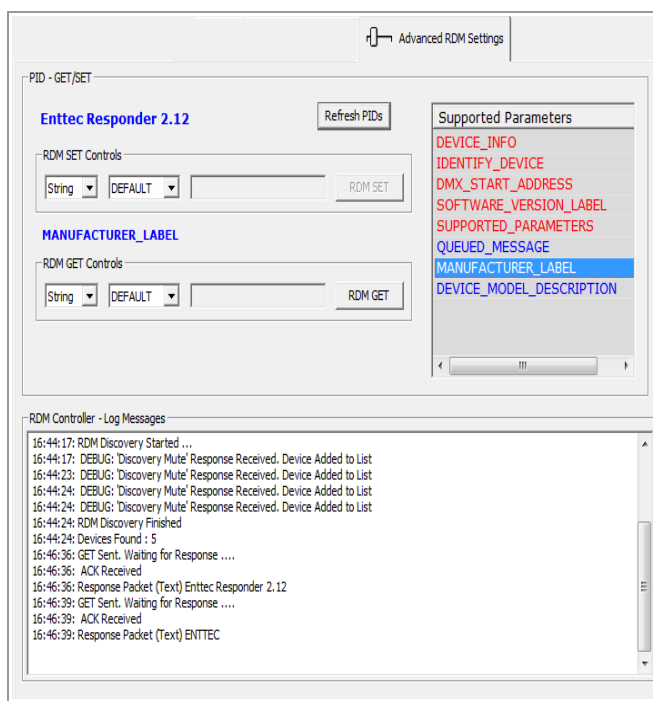 Advanced RDM Settings
PID - GET/SET
Enttec Responder 2.12
Refresh PIDs
RDM SET Controls
String DEFAULT RDM SET
MANUFACTURER_LABEL
RDM GET Controls
String DEFAULT RDM GET
Supported Parameters
DEVICE_INFO
IDENTIFY_DEVICE
DMX_START_ADDRESS
SOFTWARE_VERSION_LABEL
SUPPORTED_PARAMETERS
QUEUED_MESSAGE
MANUFACTURER_LABEL
DEVICE_MODEL_DESCRIPTION
RDM Controller - Log Messages
16:44:17: RDM Discovery Started ...
16:44:17: DEBUG: 'Discovery Mute' Response Received. Device Added to List
16:44:23: DEBUG: 'Discovery Mute' Response Received. Device Added to List
16:44:24: DEBUG: 'Discovery Mute' Response Received. Device Added to List
16:44:24: DEBUG: 'Discovery Mute' Response Received. Device Added to List
16:44:24: RDM Discovery Finished
16:44:24: Devices Found : 5
16:46:36: GET Sent. Waiting for Response ....
16:46:36: ACK Received
16:46:36: Response Packet (Text) Enttec Responder 2.12
16:46:39: GET Sent. Waiting for Response ....
16:46:39: ACK Received
16:46:39: Response Packet (Text) ENTTEC